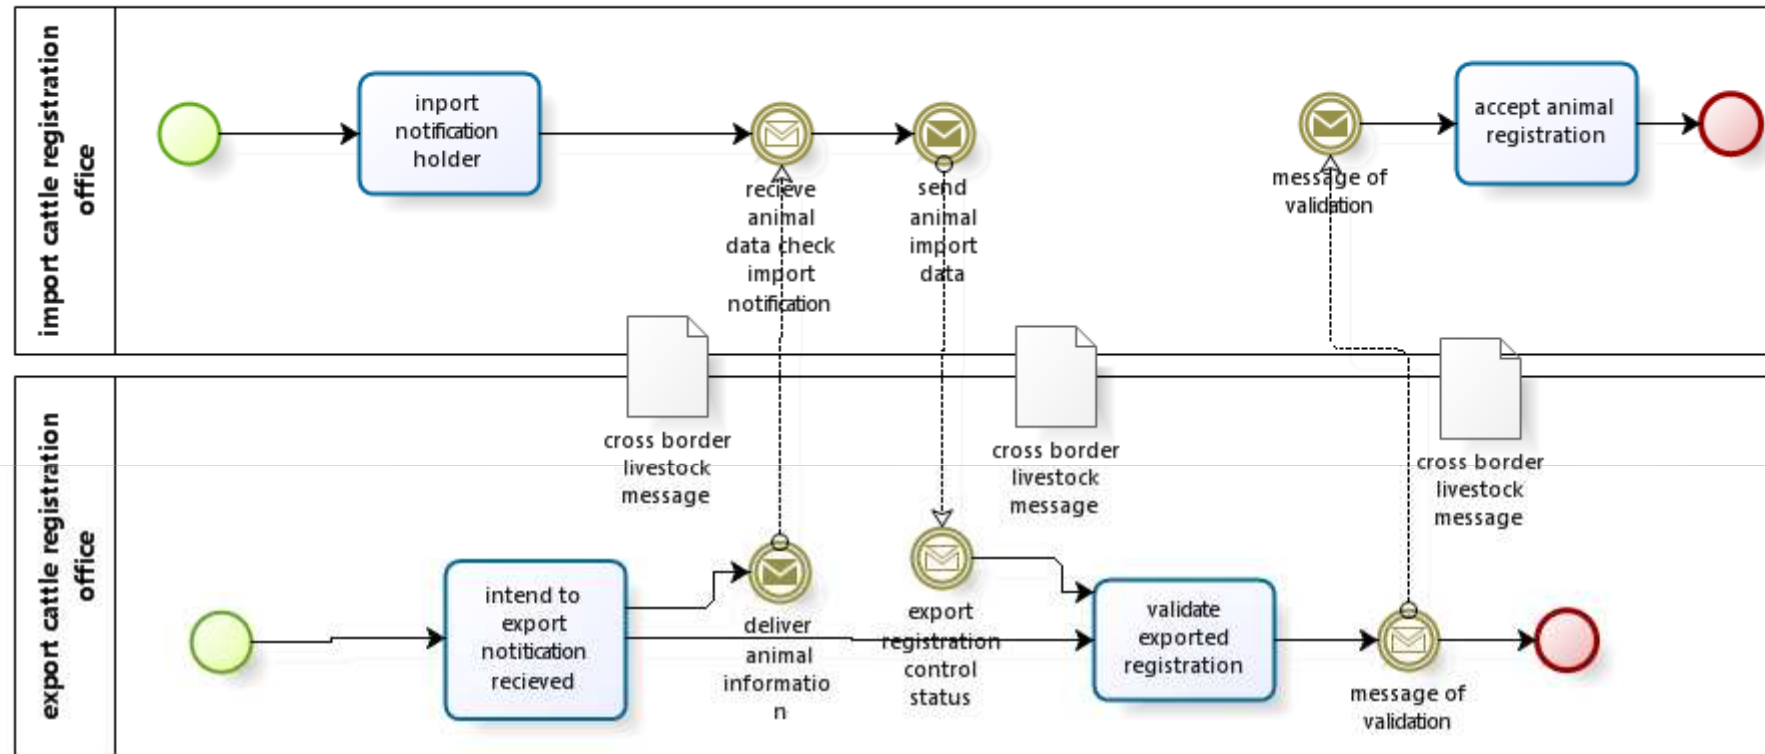 import cattle registration
office
inport
notification
holder
recieve
animal
data check
import
notification
send
animal
import
data
message of
validation
accept animal
registration
cross border
livestock
message
cross border
livestock
message
cross border
livestock
message
export cattle registration
office
intend to
export
notitication
recieved
deliver
animal
informatio
n
export
registration
control
status
validate
exported
registration
message of
validation